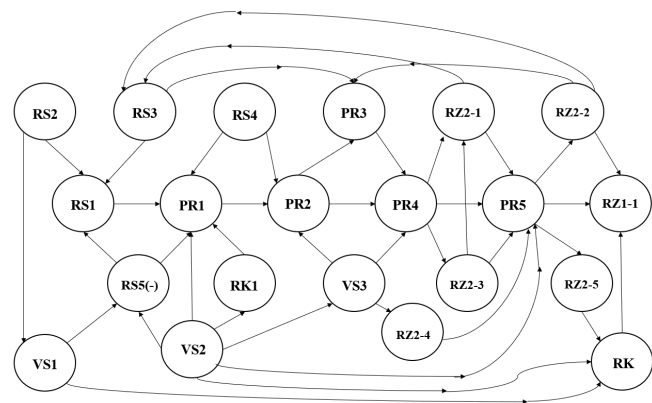 RS2
RS3
RS4
PR3
RZ2-1
RZ2-2
RS1
PR1
PR2
PR4
PR5
RZ1-1
RS5(-)
RK1
VS3
RZ2-3
RZ2-5
RZ2-4
VS1
VS2
RK